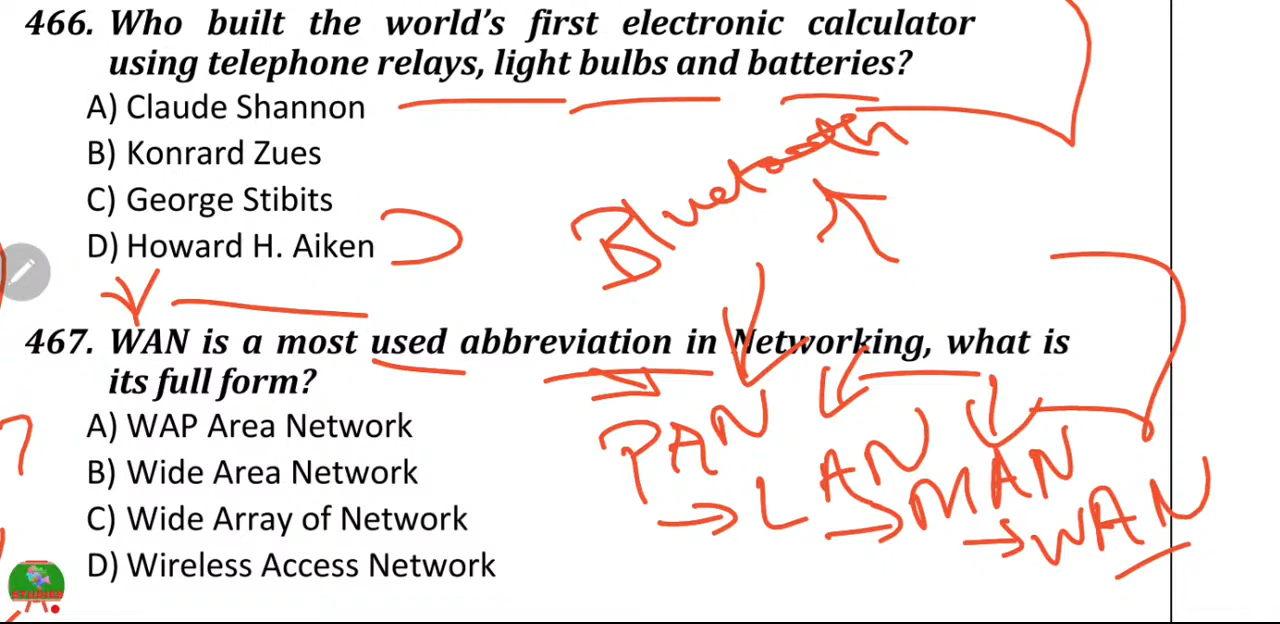 466. Who built the world's first electronic calculator
using telephone relays, light bulbs and batteries?
A) Claude Shannon
B) Konrard Zues
C) George Stibits
D) Howard H. Aiken
Bluetooth
467. WAN is a most used abbreviation in Networking, what is
its full form?
A) WAP Area Network
B) Wide Area Network
C) Wide Array of Network
D) Wireless Access Network
PAN → LAN → MAN → WAN